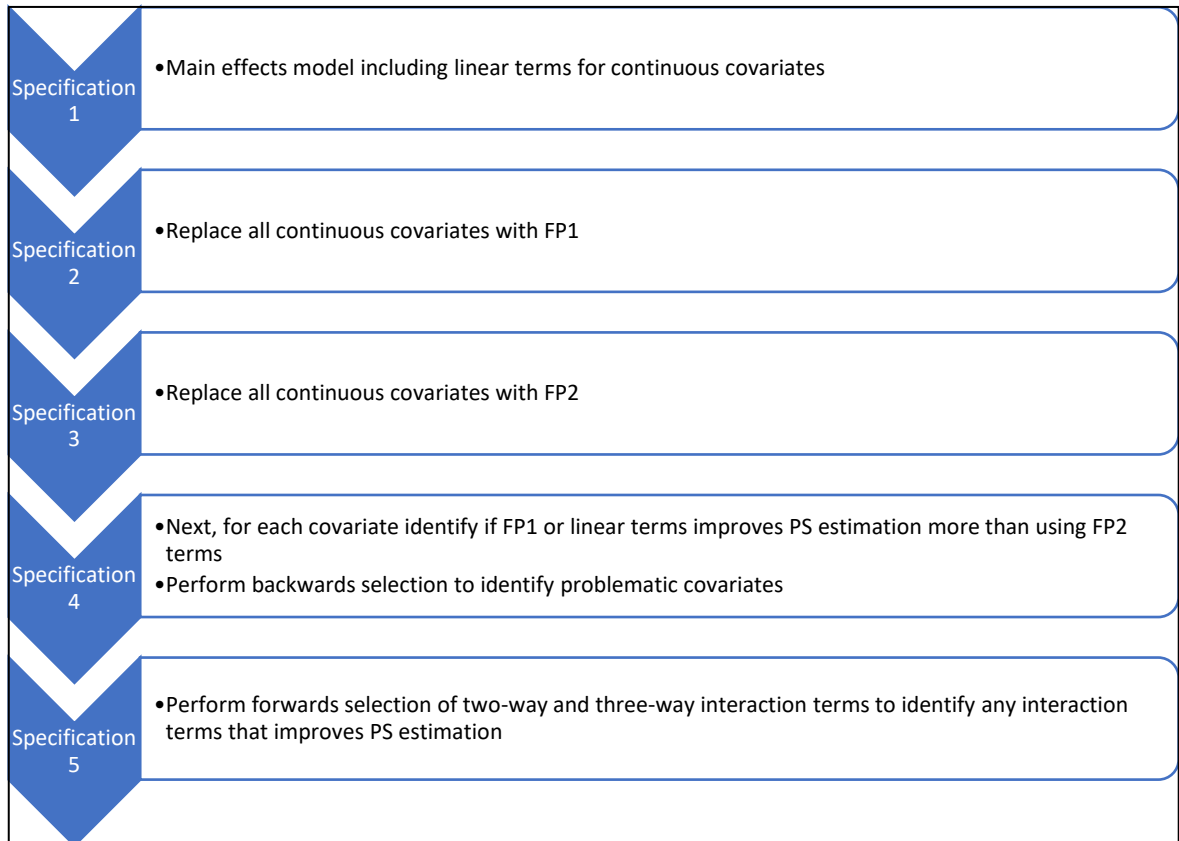 Specification
1
•Main effects model including linear terms for continuous covariates
Specification
2
•Replace all continuous covariates with FP1
Specification
3
•Replace all continuous covariates with FP2
Specification
4
•Next, for each covariate identify if FP1 or linear terms improves PS estimation more than using FP2
terms
•Perform backwards selection to identify problematic covariates
Specification
5
•Perform forwards selection of two-way and three-way interaction terms to identify any interaction
terms that improves PS estimation